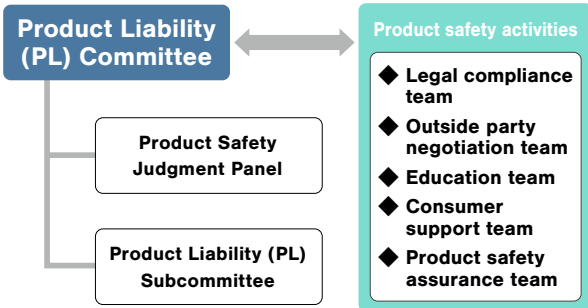 Product Liability
(PL) Committee
Product Safety
Judgment Panel
Product Liability (PL)
Subcommittee
Product safety activities
◆ Legal compliance
team
◆ Outside party
negotiation team
◆ Education team
◆ Consumer
support team
◆ Product safety
assurance team